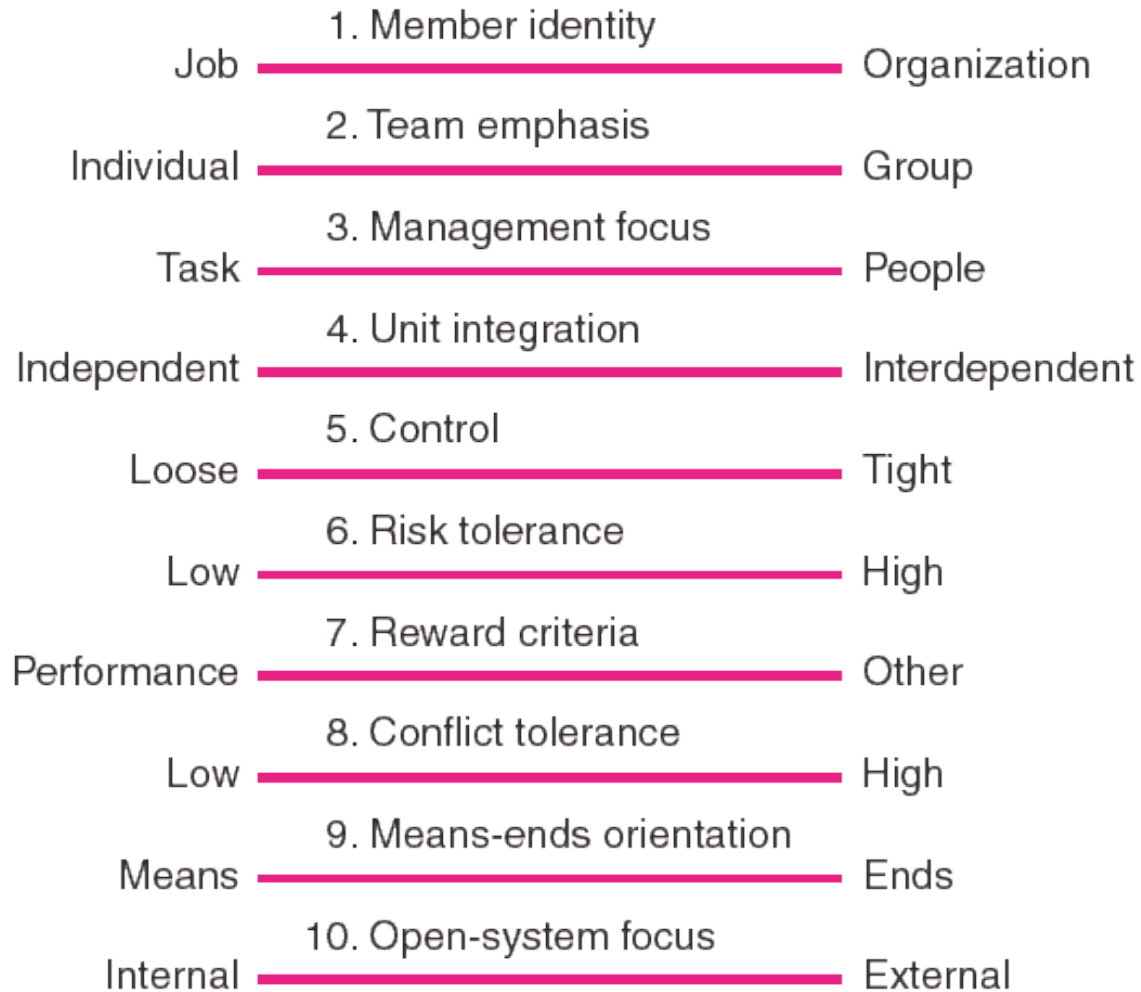 1. Member identity
Job Organization
2. Team emphasis
Individual Group
3. Management focus
Task People
4. Unit integration
Independent Interdependent
5. Control
Loose Tight
6. Risk tolerance
Low High
7. Reward criteria
Performance Other
8. Conflict tolerance
Low High
9. Means-ends orientation
Means Ends
10. Open-system focus
Internal External